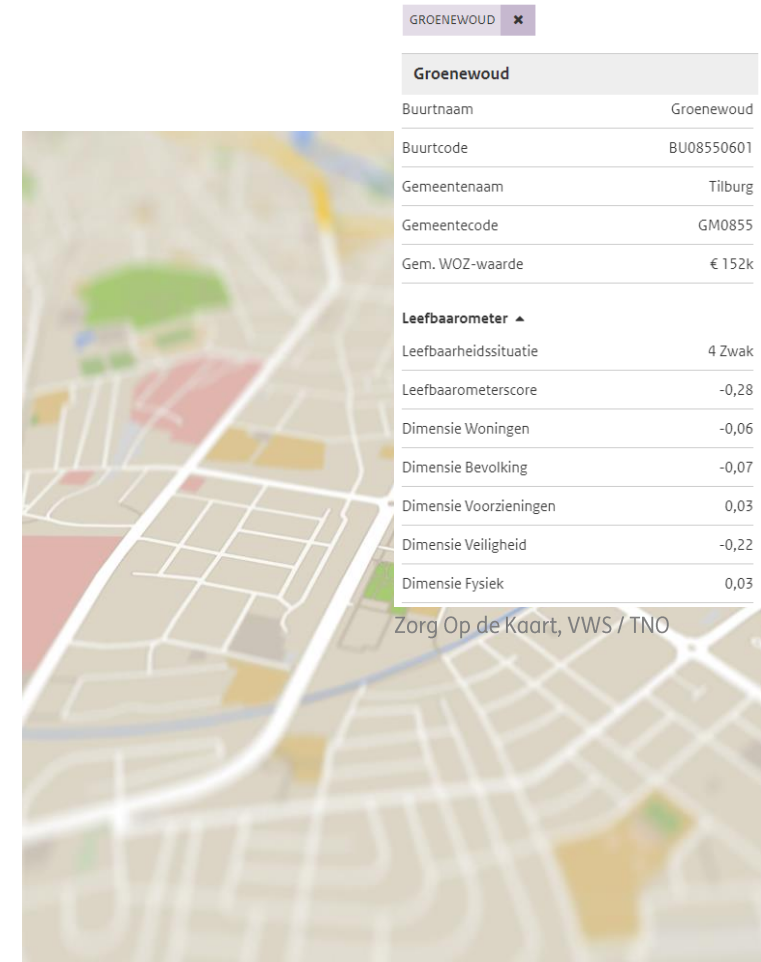 GROENEWOUD ✖
Groenewoud
Buurtnaam Groenewoud
Buurtcode BU08550601
Gemeentenaam Tilburg
Gemeentecode GM0855
Gem. WOZ-waarde € 152k
Leefbaarometer
Leefbaarheidssituatie 4 Zwak
Leefbaarometerscore -0,28
Dimensie Woningen -0,06
Dimensie Bevolking -0,07
Dimensie Voorzieningen 0,03
Dimensie Veiligheid -0,22
Dimensie Fysiek 0,03
Zorg Op de Kaart, VWS / TNO